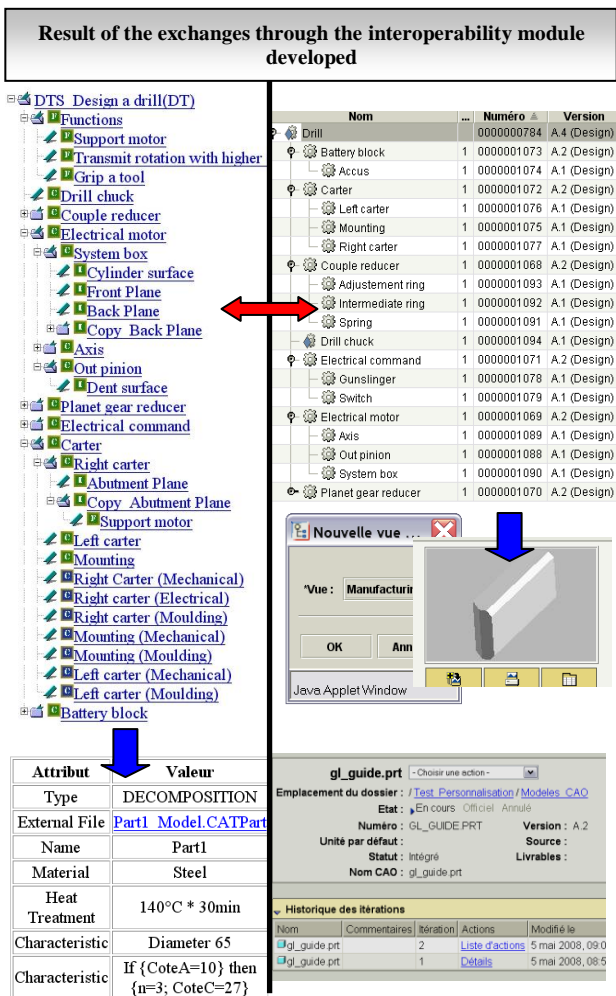 Result of the exchanges through the interoperability module
developed
DTS Design a drill(DT)
Functions
Support motor
Transmit rotation with higher
Grip a tool
Drill chuck
Couple reducer
Electrical motor
System box
Cylinder surface
Front Plane
Back Plane
Copy Back Plane
Axis
Out pinion
Dent surface
Planet gear reducer
Electrical command
Carter
Right carter
Abutment Plane
Copy Abutment Plane
Support motor
Left carter
Mounting
Right Carter (Mechanical)
Right carter (Electrical)
Right carter (Moulding)
Mounting (Mechanical)
Mounting (Moulding)
Left carter (Mechanical)
Left carter (Moulding)
Battery block
Nom ... Numéro Version
Drill 0000000784 A.4 (Design)
Battery block 1 0000001073 A.2 (Design)
Accus 1 0000001074 A.1 (Design)
Carter 1 0000001072 A.2 (Design)
Left carter 1 0000001076 A.1 (Design)
Mounting 1 0000001075 A.1 (Design)
Right carter 1 0000001077 A.1 (Design)
Couple reducer 1 0000001068 A.2 (Design)
Adjustement ring 1 0000001093 A.1 (Design)
Intermediate ring 1 0000001092 A.1 (Design)
Spring 1 0000001091 A.1 (Design)
Drill chuck 1 0000001094 A.1 (Design)
Electrical command 1 0000001071 A.2 (Design)
Gunslinger 1 0000001078 A.1 (Design)
Switch 1 0000001079 A.1 (Design)
Electrical motor 1 0000001069 A.2 (Design)
Axis 1 0000001089 A.1 (Design)
Out pinion 1 0000001088 A.1 (Design)
System box 1 0000001090 A.1 (Design)
Planet gear reducer 1 0000001070 A.2 (Design)
Nouvelle vue ...
*Vue : Manufacturin
OK Ann
Java Applet Window
Attribut Valeur
Type DECOMPOSITION
External File Part1_Model.CATPart
Name Part1
Material Steel
Heat
Treatment 140°C * 30min
Characteristic Diameter 65
Characteristic If {CoteA=10} then
{n=3; CoteC=27}
gl_guide.prt - Choisir une action -
Emplacement du dossier : / Test_Personnalisation / Modeles_CAO
Etat : En cours Officiel Annulé
Numéro : GL_GUIDE.PRT Version : A.2
Unité par défaut : Source :
Statut : Intégré Livrables :
Nom CAO : gl_guide.prt
Historique des itérations
Nom Commentaires Itération Actions Modifié le
gl_guide.prt 2 Liste d'actions 5 mai 2008, 09:0
gl_guide.prt 1 Détails 5 mai 2008, 08:5